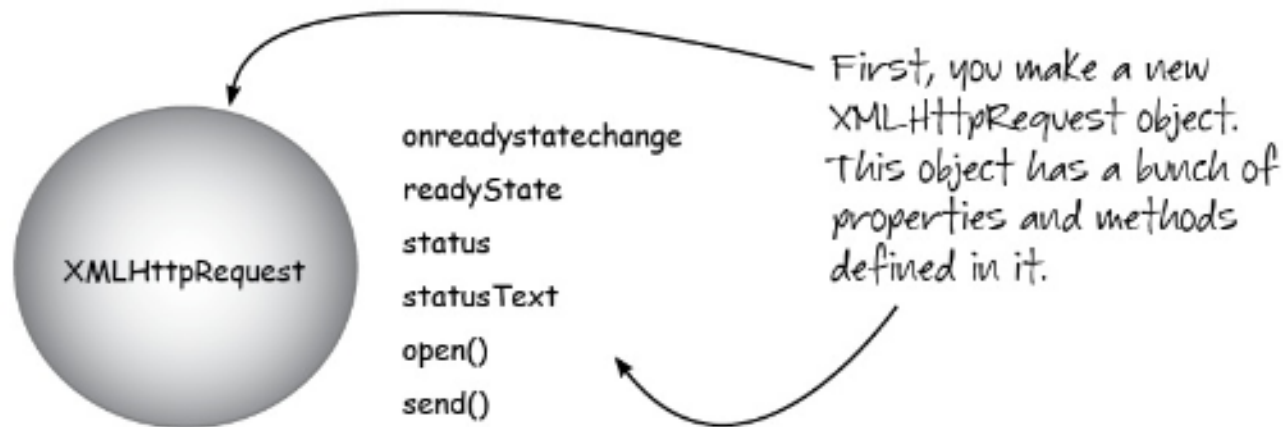 XMLHttpRequest
onreadystatechange
readyState
status
statusText
open()
send()
First, you make a new
XMLHttpRequest object.
This object has a bunch of
properties and methods
defined in it.